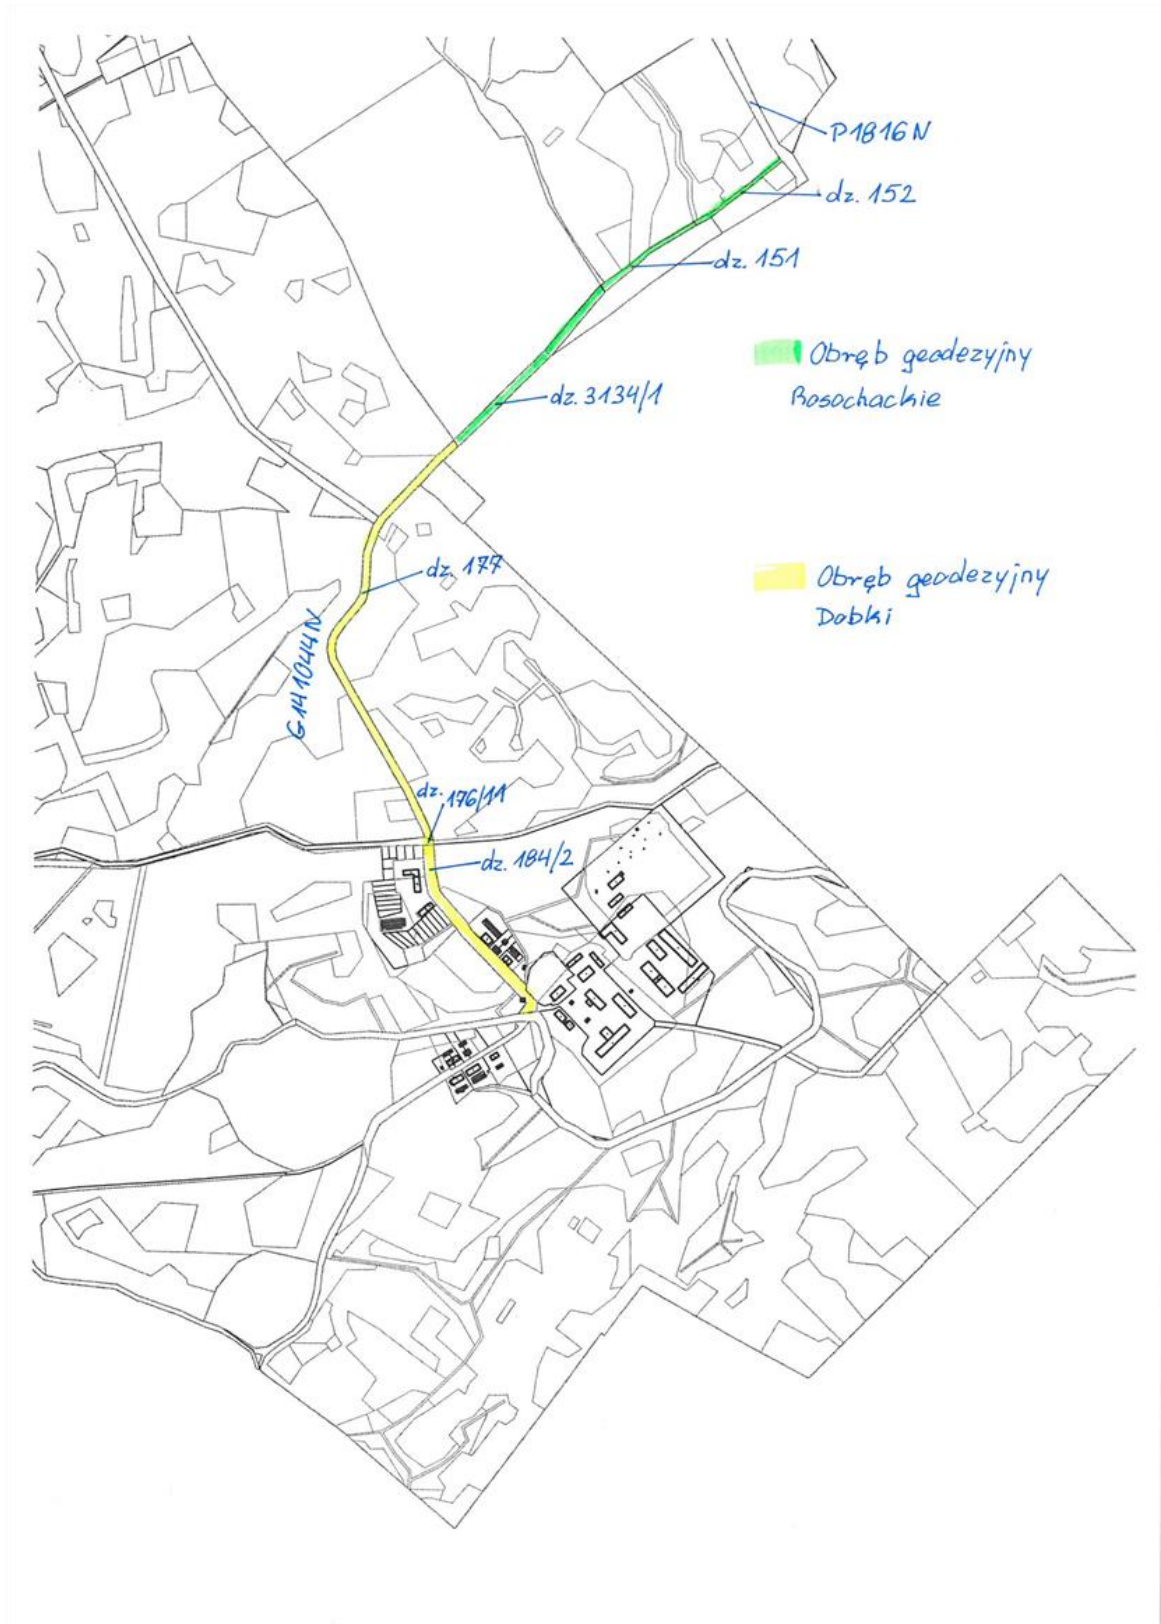 P1816N
dz. 152
dz. 151
Obręb geodezyjny
Rosochackie
dz. 3134/1
dz. 177
Obręb geodezyjny
Dobki
G141044N
dz. 176/11
dz. 184/2